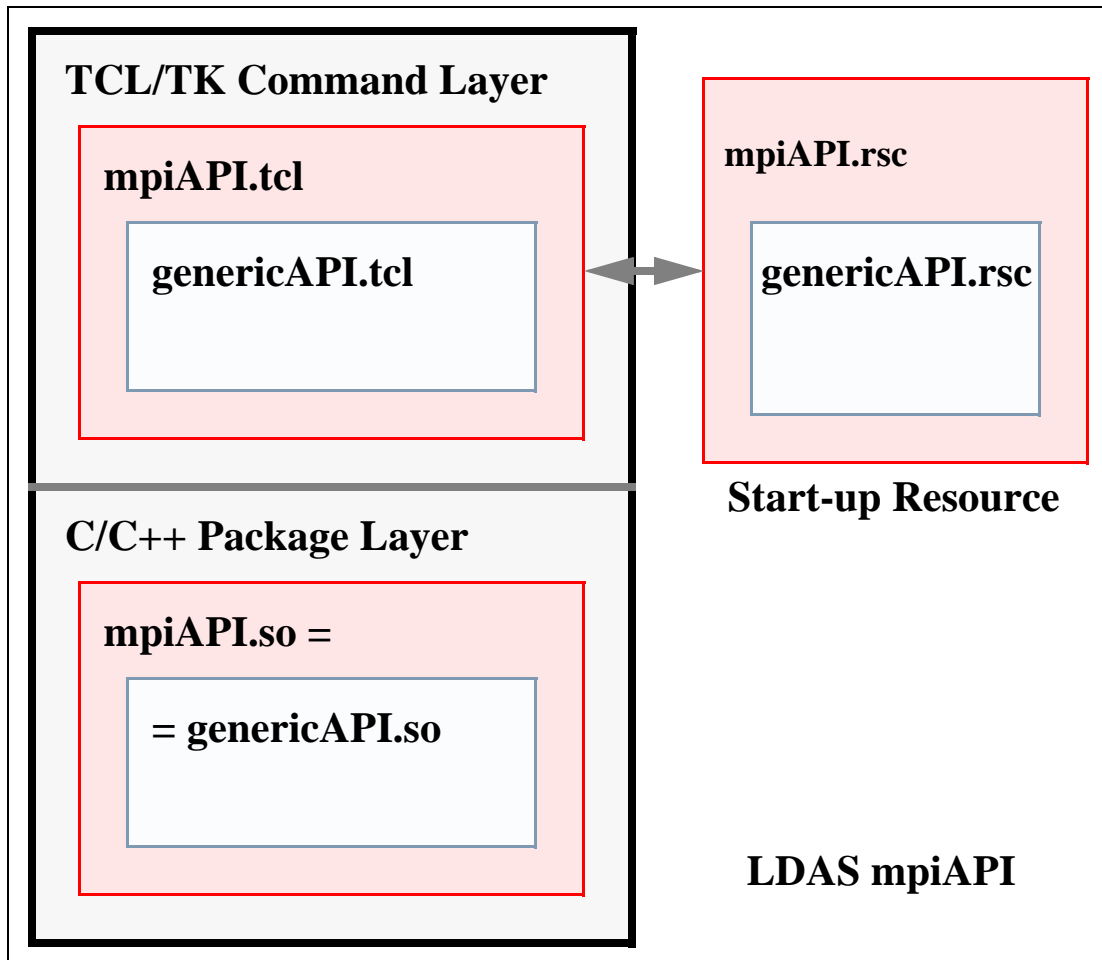 TCL/TK Command Layer
mpiAPI.tcl
genericAPI.tcl
mpiAPI.rsc
genericAPI.rsc
Start-up Resource
C/C++ Package Layer
mpiAPI.so =
= genericAPI.so
LDAS mpiAPI